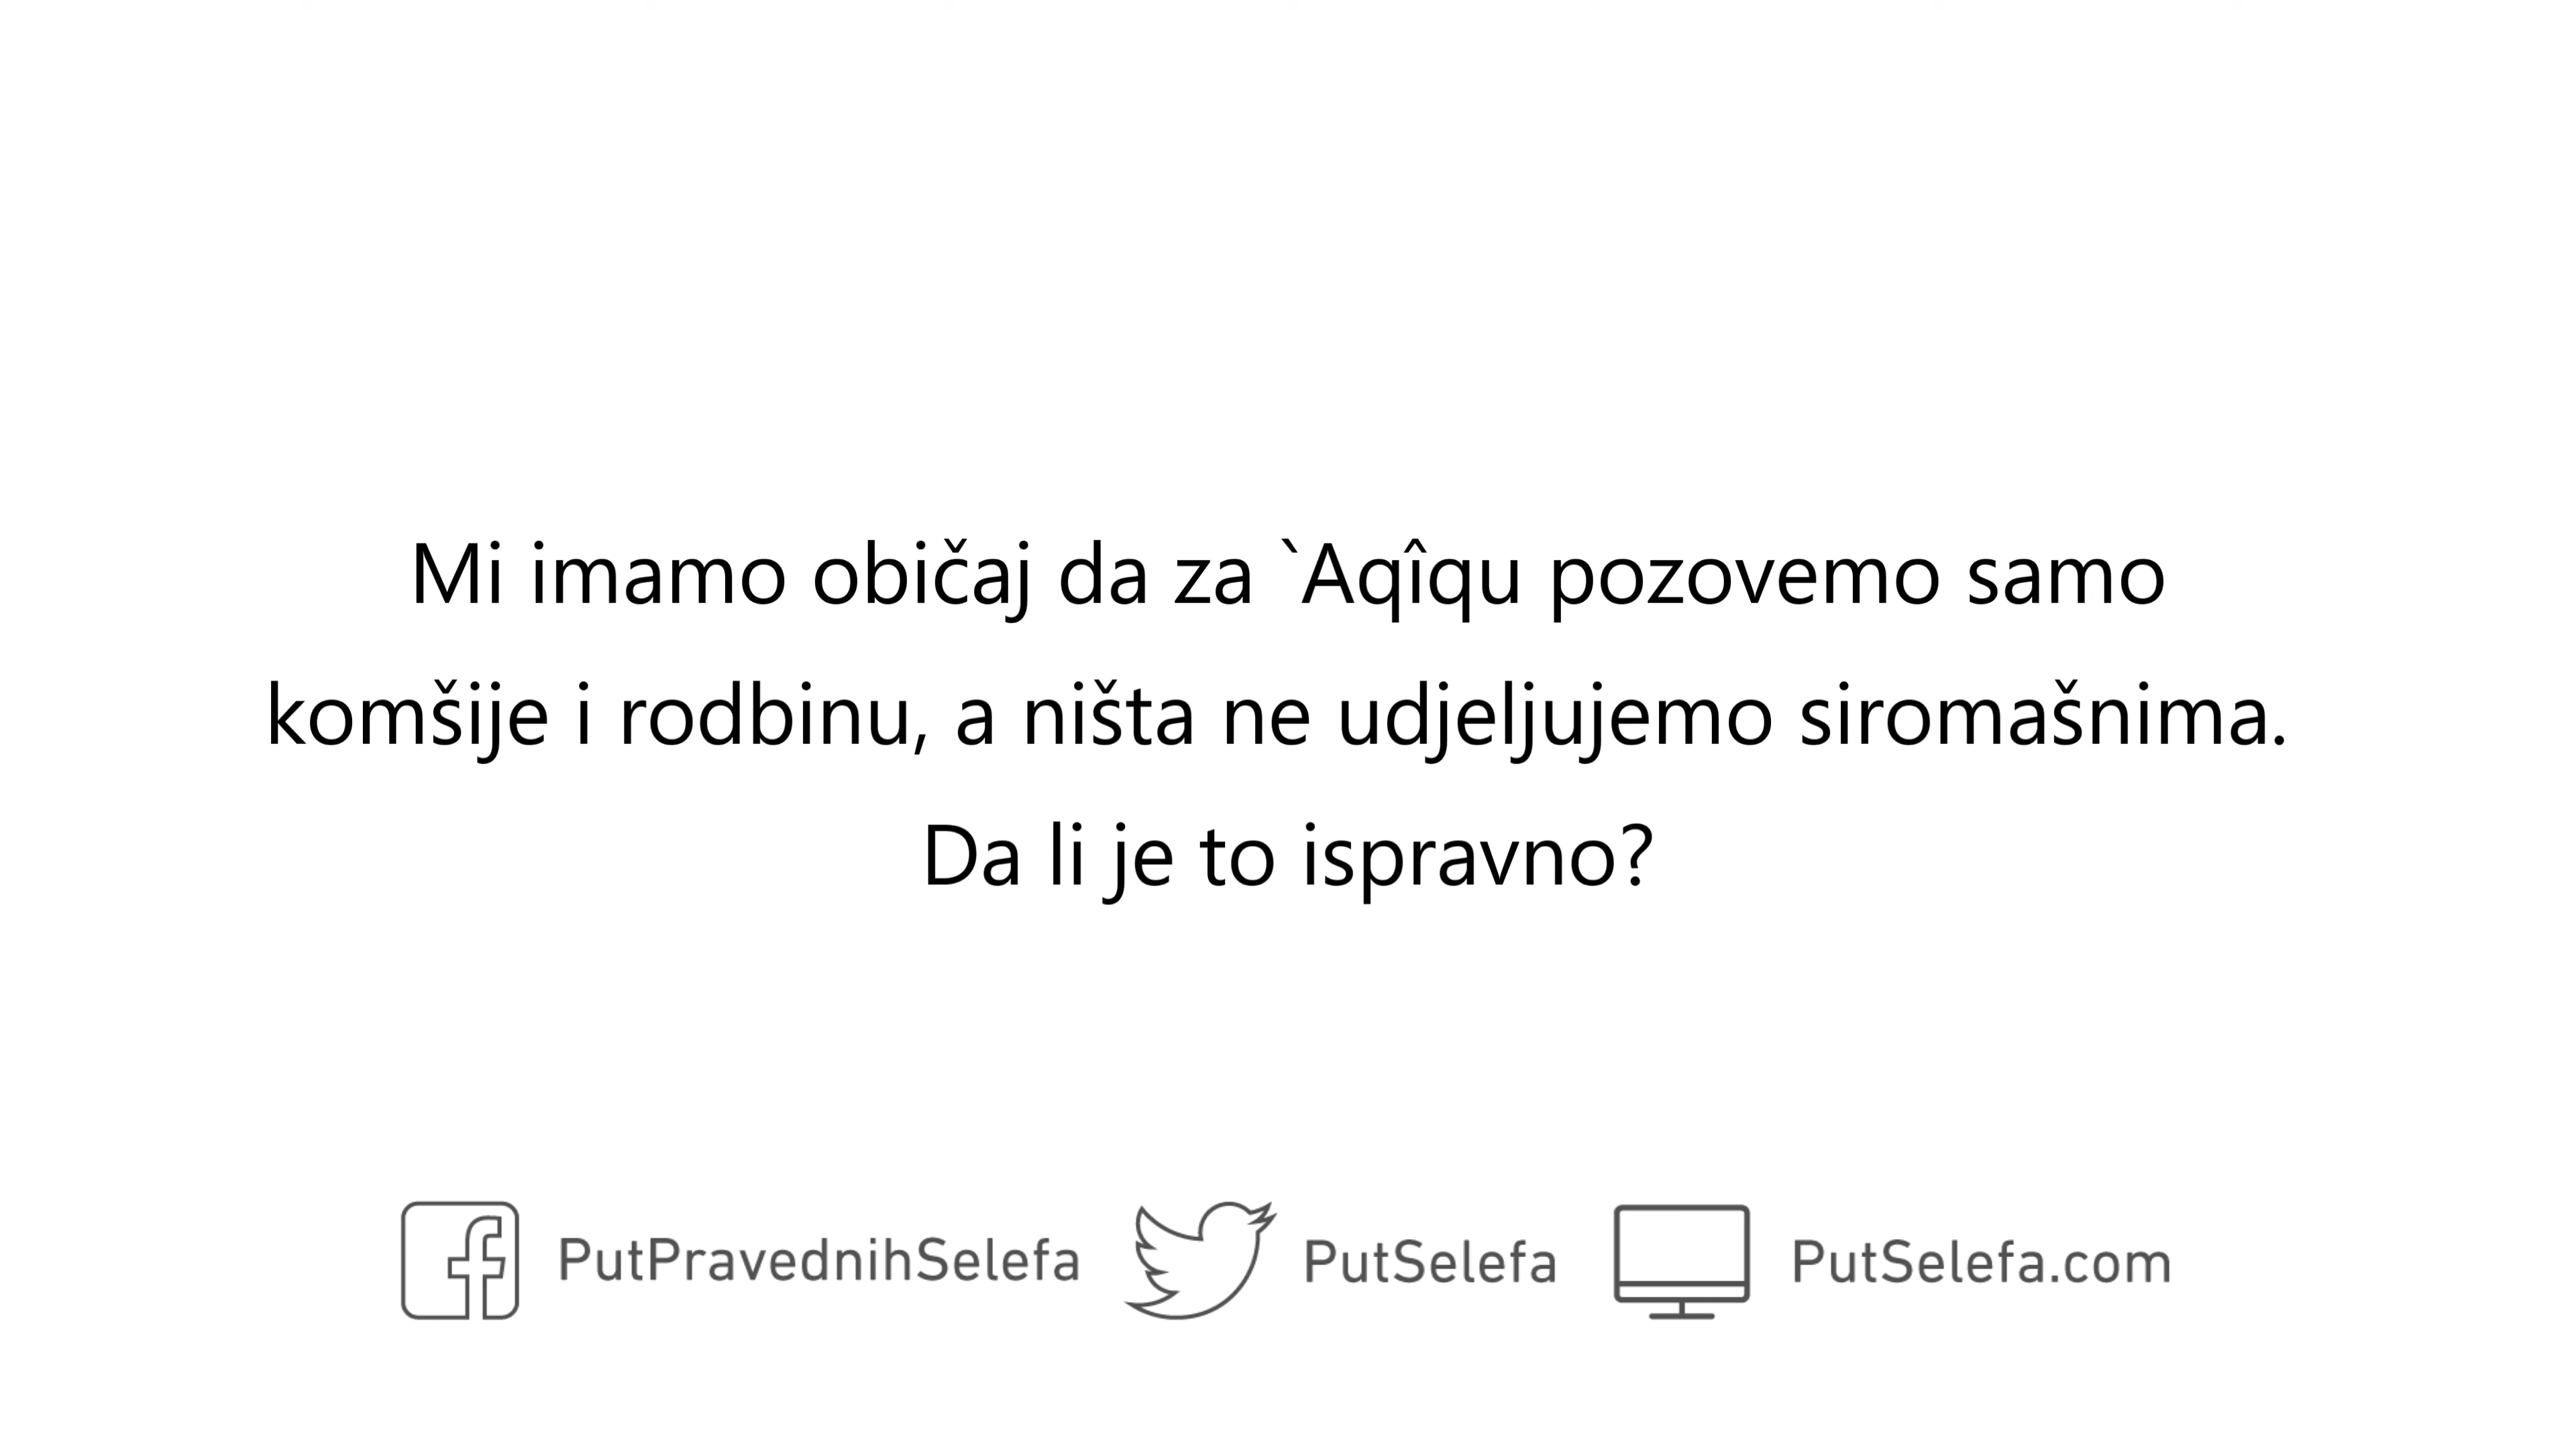 Mi imamo običaj da za `Aqîqu pozovemo samo
komšije i rodbinu, a ništa ne udjeljujemo siromašnima.
Da li je to ispravno?
PutPravednihSelefa PutSelefa PutSelefa.com